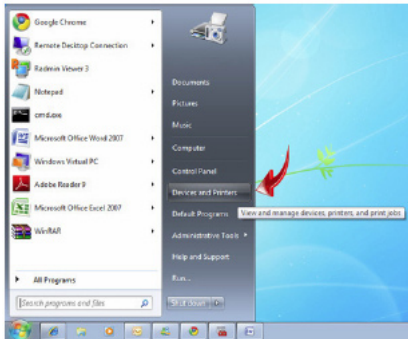 Google Chrome
Remote Desktop Connection
Radmin Viewer 3
Notepad
cmd.exe
Microsoft Office Word 2007
Windows Virtual PC
Adobe Reader 9
Microsoft Office Excel 2007
WinRAR
All Programs
Search programs and files
Documents
Pictures
Music
Computer
Control Panel
Devices and Printers
Default Programs
View and manage devices, printers, and print jobs
Administrative Tools
Help and Support
Run...
Shut down